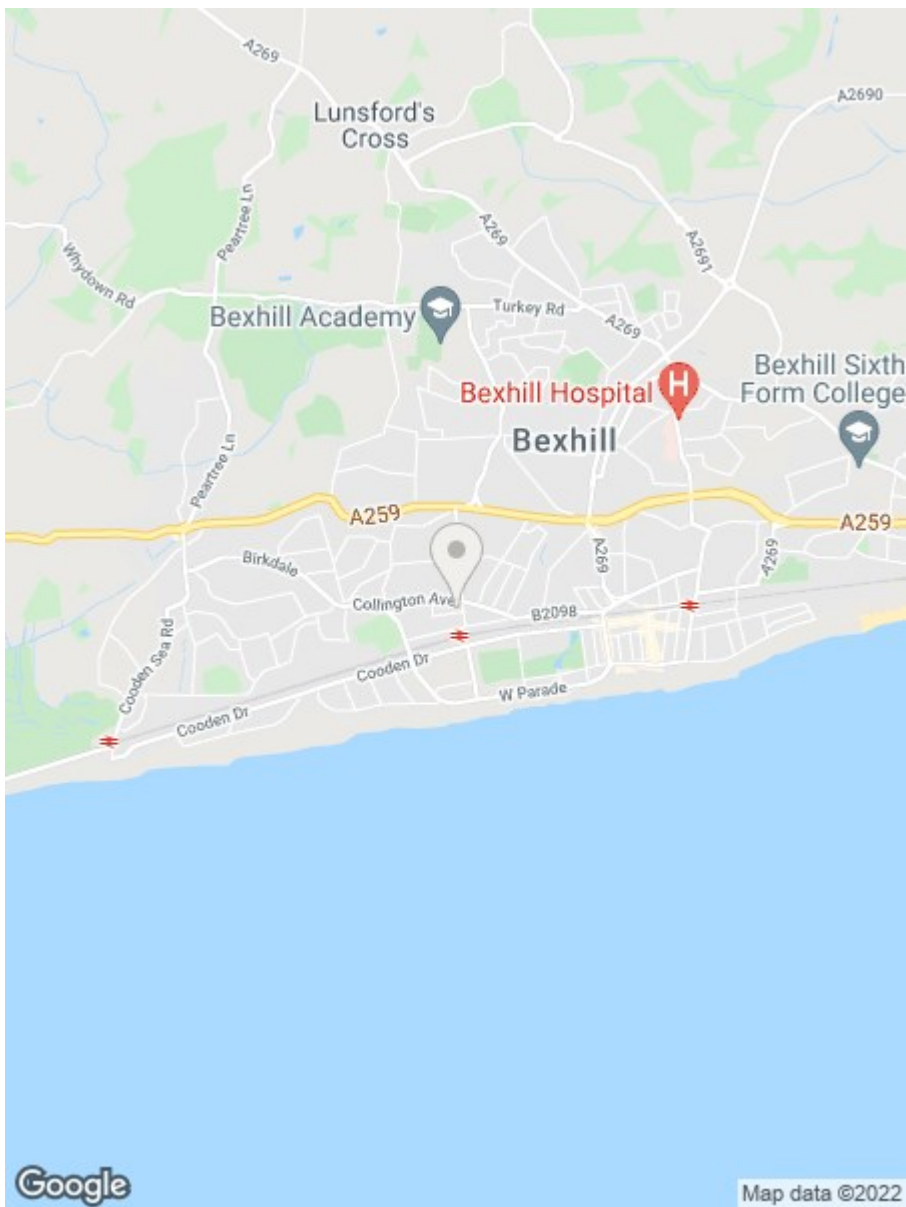 A269
A2690
Lunsford's
Cross
Peartree Ln
A269
A2691
Whydown Rd
Turkey Rd
A269
Bexhill Academy
Bexhill Sixth
Form College
Bexhill Hospital
H
Bexhill
Peartree Ln
A259
A259
Birkdale
A269
A269
Collington Ave
B2098
Cooden Sea Rd
Cooden Dr
W Parade
Cooden Dr
Google
Map data ©2022